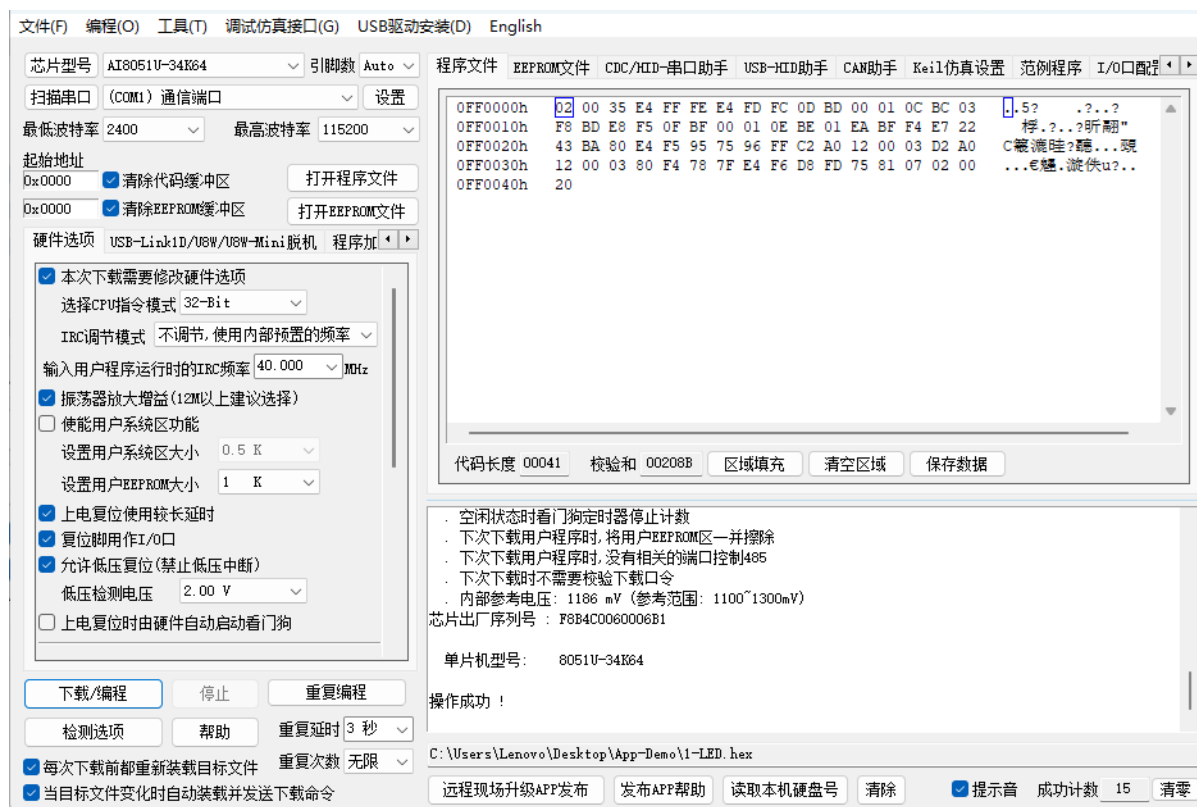 文件(F) 编程(O) 工具(T) 调试仿真接口(G) USB驱动安装(D) English
芯片型号 AI8051U-34K64 引脚数 Auto
扫描串口 (COM1) 通信端口 设置
最低波特率 2400 最高波特率 115200
起始地址
0x0000 清除代码缓冲区 打开程序文件
0x0000 清除EEPROM缓冲区 打开EEPROM文件
硬件选项 USB-Link1D/U8W/U8W-Mini脱机 程序加
本次下载需要修改硬件选项
选择CPU指令模式 32-Bit
IRC调节模式 不调节,使用内部预置的频率
输入用户程序运行时的IRC频率 40.000 MHz
振荡器放大增益(12M以上建议选择)
使能用户系统区功能
设置用户系统区大小 0.5 K
设置用户EEPROM大小 1 K
上电复位使用较长延时
复位脚用作I/O口
允许低压复位(禁止低压中断)
低压检测电压 2.00 V
上电复位时由硬件自动启动看门狗
下载/编程 停止 重复编程
检测选项 帮助 重复延时 3 秒
每次下载前都重新装载目标文件 重复次数 无限
当目标文件变化时自动装载并发送下载命令
程序文件 EEPROM文件 CDC/HID-串口助手 USB-HID助手 CAN助手 Keil仿真设置 范例程序 I/O口配
0FF0000h 02 00 35 E4 FF FE E4 FD FC 0D BD 00 01 0C BC 03 ..5? .?..?
0FF0010h F8 BD E8 F5 0F BF 00 01 0E BE 01 EA BF F4 E7 22
0FF0020h 43 BA 80 E4 F5 95 75 96 FF C2 A0 12 00 03 D2 A0
0FF0030h 12 00 03 80 F4 78 7F E4 F6 D8 FD 75 81 07 02 00
0FF0040h 20
代码长度 00041 校验和 00208B 区域填充 清空区域 保存数据
. 空闲状态时看门狗定时器停止计数
. 下次下载用户程序时,将用户EEPROM区一并擦除
. 下次下载用户程序时,没有相关的端口控制485
. 下次下载时不需要校验下载口令
. 内部参考电压: 1186 mV (参考范围: 1100~1300mV)
芯片出厂序列号 : F8B4C0060006B1
单片机型号: 8051U-34K64
操作成功 !
C:\Users\Lenovo\Desktop\App-Demo\1-LED.hex
远程现场升级APP发布 发布APP帮助 读取本机硬盘号 清除 提示音 成功计数 15 清零